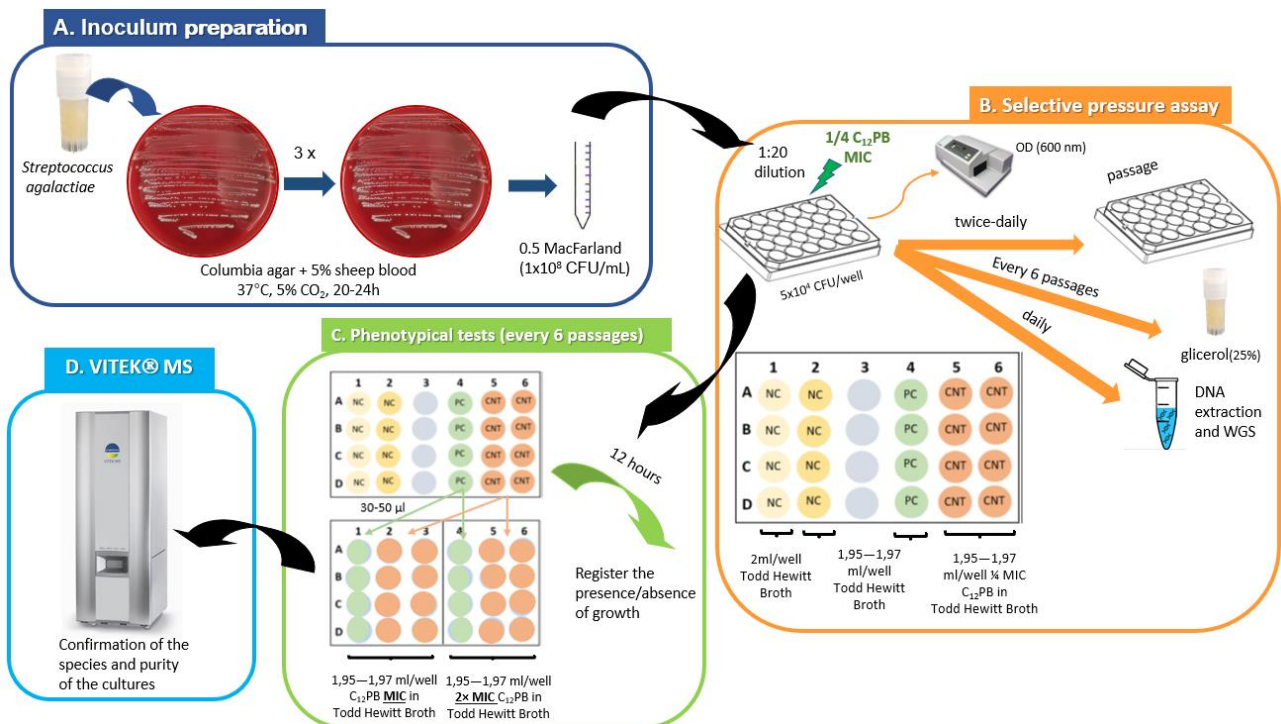 A. Inoculum preparation
Streptococcus
agalactiae
3 x
Columbia agar + 5% sheep blood
37°C, 5% CO₂, 20-24h
0.5 MacFarland
(1x10⁸ CFU/mL)
B. Selective pressure assay
1:20
dilution
1/4 C₁₂PB
MIC
OD (600 nm)
5x10⁴ CFU/well
passage
twice-daily
Every 6 passages
daily
glicerol(25%)
DNA
extraction
and WGS
1 2 3 4 5 6
A NC NC PC CNT CNT
B NC NC PC CNT CNT
C NC NC PC CNT CNT
D NC NC PC CNT CNT
2ml/well
Todd Hewitt
Broth
1,95—1,97
ml/well
Todd Hewitt
Broth
1,95—1,97
ml/well ¼ MIC
C₁₂PB in
Todd Hewitt Broth
12 hours
C. Phenotypical tests (every 6 passages)
1 2 3 4 5 6
A NC NC PC CNT CNT
B NC NC PC CNT CNT
C NC NC PC CNT CNT
D NC NC PC CNT CNT
30-50 µl
1 2 3 4 5 6
A
B
C
D
1,95—1,97 ml/well
C₁₂PB MIC in
Todd Hewitt Broth
1,95—1,97 ml/well
2× MIC C₁₂PB in
Todd Hewitt Broth
Register the
presence/absence
of growth
D. VITEK® MS
Confirmation of the
species and purity
of the cultures